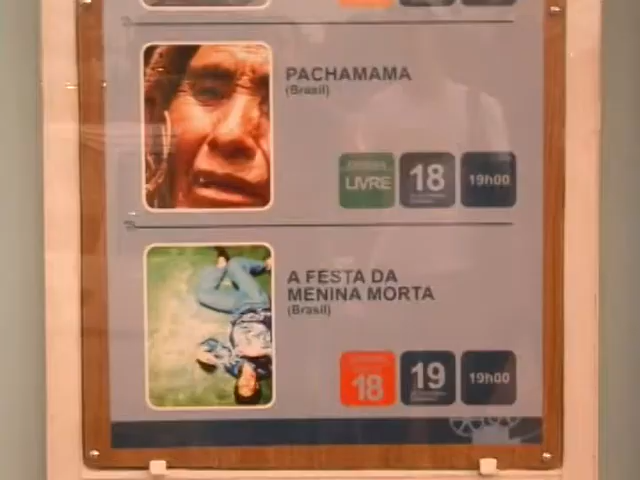 PACHAMAMA
(Brasil)
LIVRE
18
19h00
A FESTA DA
MENINA MORTA
(Brasil)
18
19
19h00